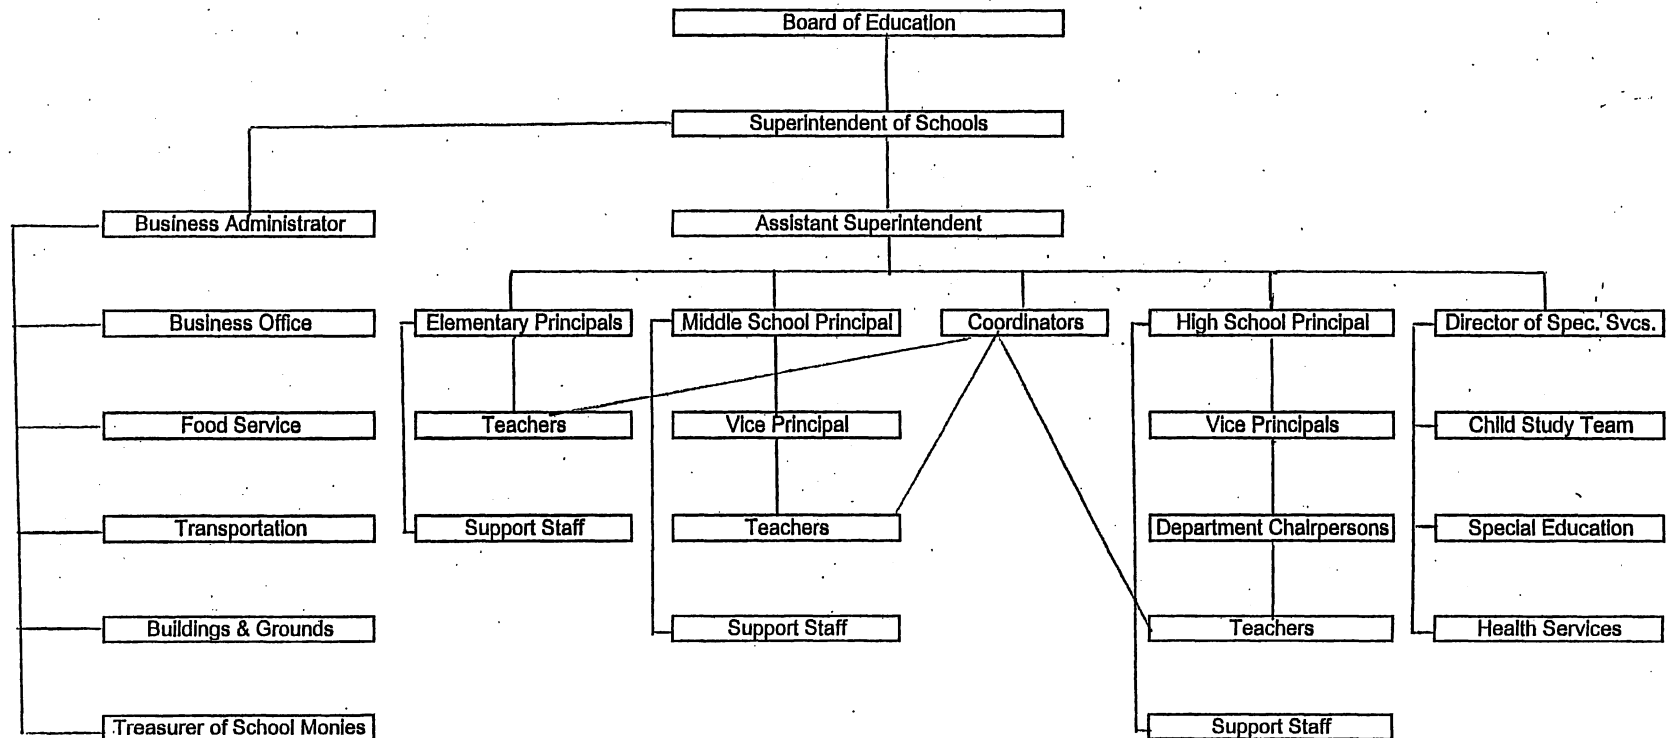 Board of Education
Superintendent of Schools
Business Administrator
Assistant Superintendent
Business Office
Elementary Principals
Middle School Principal
Coordinators
High School Principal
Director of Spec. Svcs.
Food Service
Teachers
Vice Principal
Vice Principals
Child Study Team
Transportation
Support Staff
Teachers
Department Chairpersons
Special Education
Buildings & Grounds
Support Staff
Teachers
Health Services
Treasurer of School Monies
Support Staff